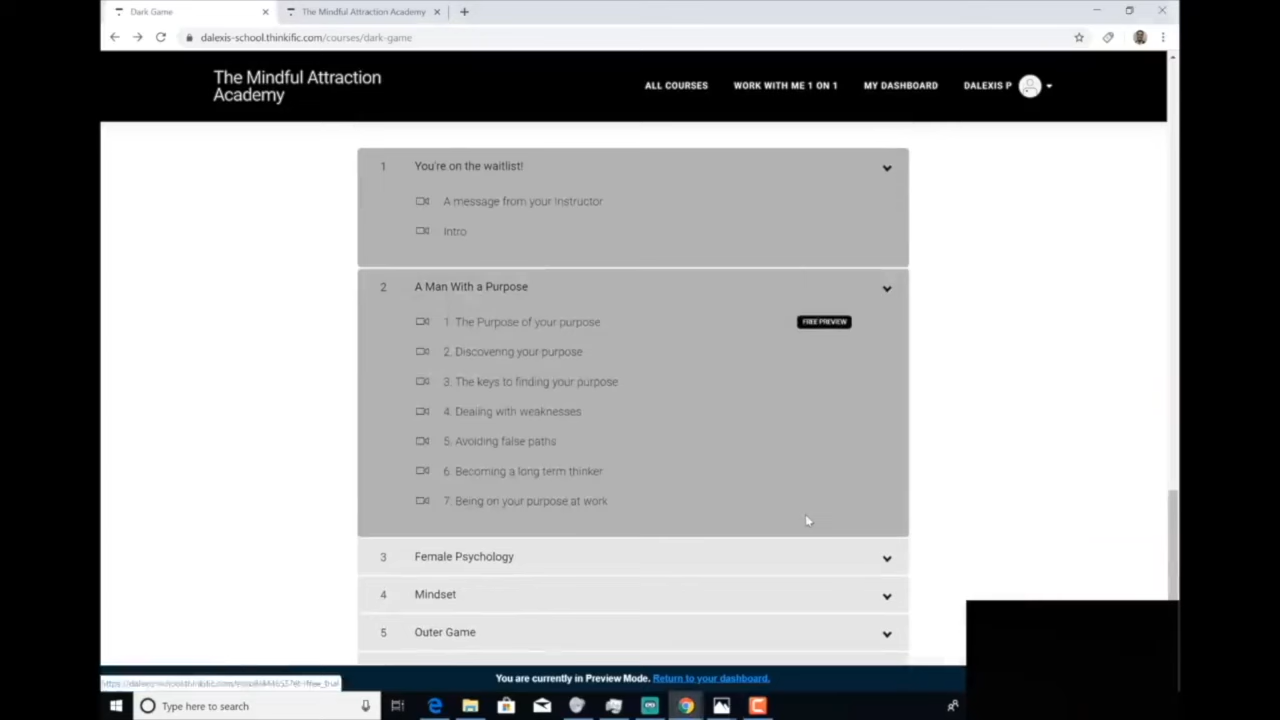 Dark Game
The Mindful Attraction Academy
dalexis-school.thinkific.com/courses/dark-game
The Mindful Attraction
Academy
ALL COURSES
WORK WITH ME 1 ON 1
MY DASHBOARD
DALEXIS P
1 You're on the waitlist!
A message from your Instructor
Intro
2 A Man With a Purpose
1. The Purpose of your purpose
FREE PREVIEW
2. Discovering your purpose
3. The keys to finding your purpose
4. Dealing with weaknesses
5. Avoiding false paths
6. Becoming a long term thinker
7. Being on your purpose at work
3 Female Psychology
4 Mindset
5 Outer Game
You are currently in Preview Mode. Return to your dashboard.
Type here to search